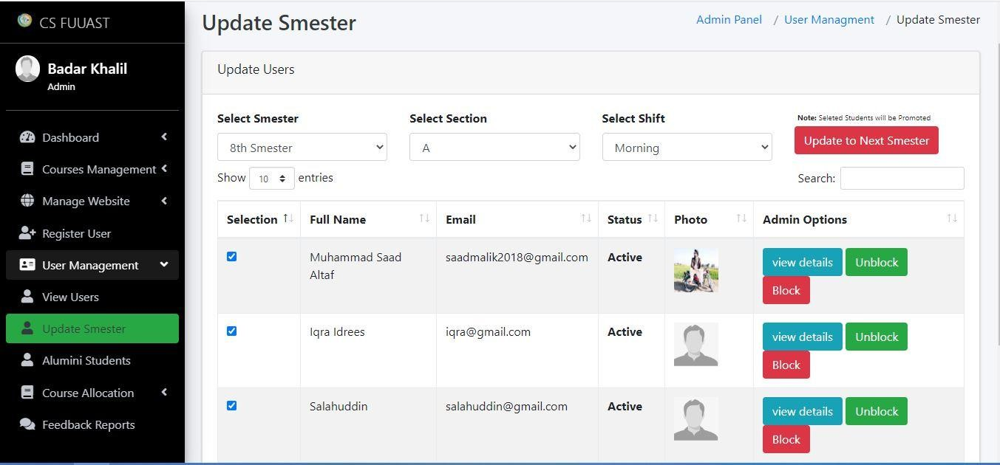 CS FUUAST
Badar Khalil
Admin
Dashboard
Courses Management
Manage Website
Register User
User Management
View Users
Update Smester
Alumini Students
Course Allocation
Feedback Reports
Update Smester
Admin Panel / User Managment / Update Smester
Update Users
Select Smester Select Section Select Shift Note: Seleted Students will be Promoted
8th Smester A Morning Update to Next Smester
Show 10 entries Search:
Selection Full Name Email Status Photo Admin Options
Muhammad Saad saadmalik2018@gmail.com Active view details Unblock
Altaf
Block
Iqra Idrees iqra@gmail.com Active view details Unblock
Block
Salahuddin salahuddin@gmail.com Active view details Unblock
Block